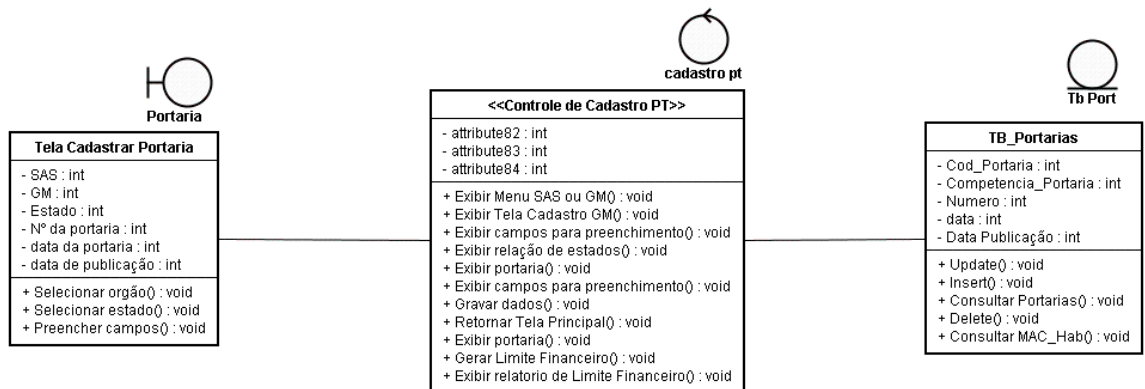 Portaria
Tela Cadastrar Portaria
- SAS : int
- GM : int
- Estado : int
- Nº da portaria : int
- data da portaria : int
- data de publicação : int
+ Selecionar orgão() : void
+ Selecionar estado() : void
+ Preencher campos() : void
cadastro pt
<<Controle de Cadastro PT>>
- attribute82 : int
- attribute83 : int
- attribute84 : int
+ Exibir Menu SAS ou GM() : void
+ Exibir Tela Cadastro GM() : void
+ Exibir campos para preenchimento() : void
+ Exibir relação de estados() : void
+ Exibir portaria() : void
+ Exibir campos para preenchimento() : void
+ Gravar dados() : void
+ Retornar Tela Principal() : void
+ Exibir portaria() : void
+ Gerar Limite Financeiro() : void
+ Exibir relatorio de Limite Financeiro() : void
Tb Port
TB_Portarias
- Cod_Portaria : int
- Competencia_Portaria : int
- Numero : int
- data : int
- Data Publicação : int
+ Update() : void
+ Insert() : void
+ Consultar Portarias() : void
+ Delete() : void
+ Consultar MAC_Hab() : void